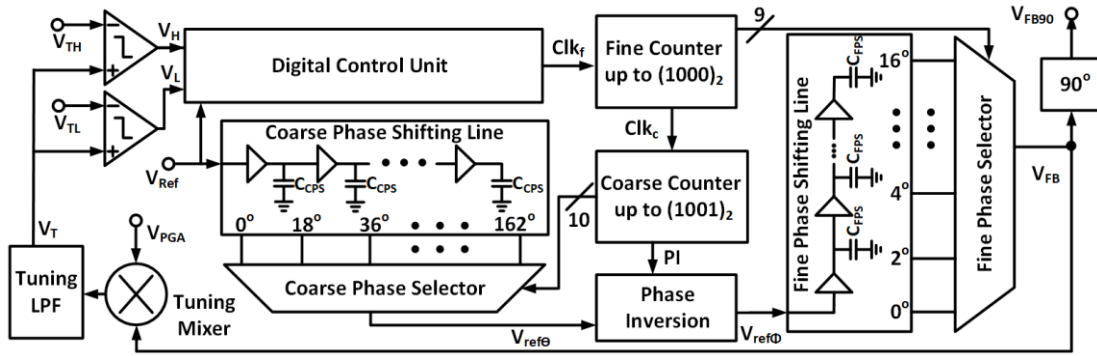 V_TH
V_H
V_L
V_TL
V_Ref
V_T
V_PGA
Digital Control Unit
Clk_f
Fine Counter
up to (1000)_2
9
Clk_c
Coarse Phase Shifting Line
C_CPS C_CPS C_CPS
0° 18° 36° 162°
Coarse Counter
up to (1001)_2
10
PI
Coarse Phase Selector
Phase
Inversion
V_refΘ
V_refΦ
Tuning
LPF
Tuning
Mixer
Fine Phase Shifting Line
C_FPS
C_FPS
C_FPS
16°
4°
2°
0°
Fine Phase Selector
V_FB90
90°
V_FB